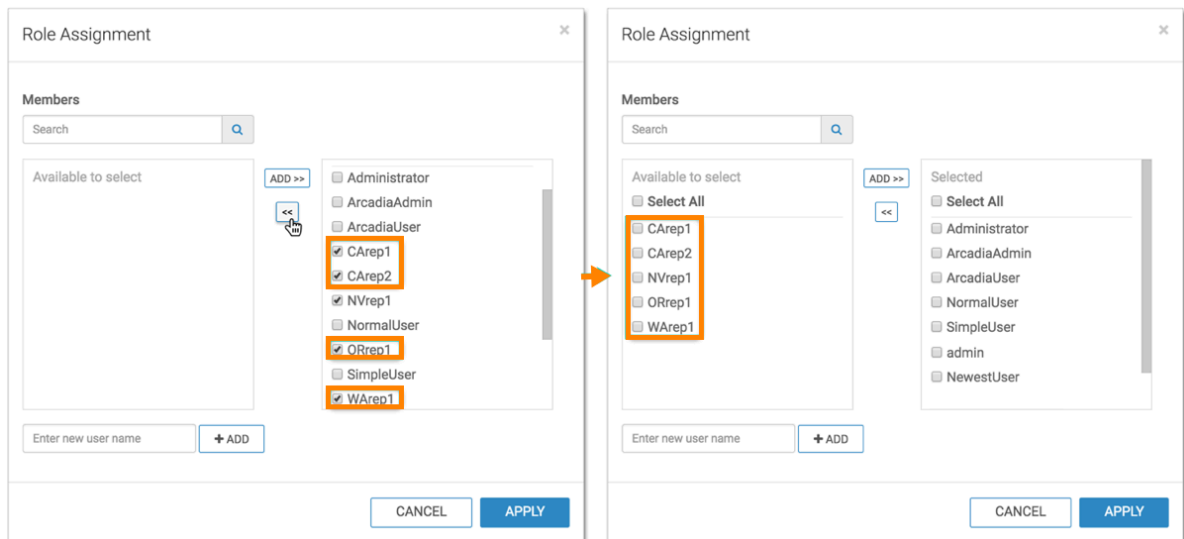 Role Assignment
×
Members
Search
Available to select
ADD >>
<<
Administrator
ArcadiaAdmin
ArcadiaUser
CArep1
CArep2
NVrep1
NormalUser
ORrep1
SimpleUser
WArep1
Enter new user name
+ ADD
CANCEL
APPLY
Role Assignment
×
Members
Search
Available to select
Select All
CArep1
CArep2
NVrep1
ORrep1
WArep1
ADD >>
<<
Selected
Select All
Administrator
ArcadiaAdmin
ArcadiaUser
NormalUser
SimpleUser
admin
NewestUser
Enter new user name
+ ADD
CANCEL
APPLY